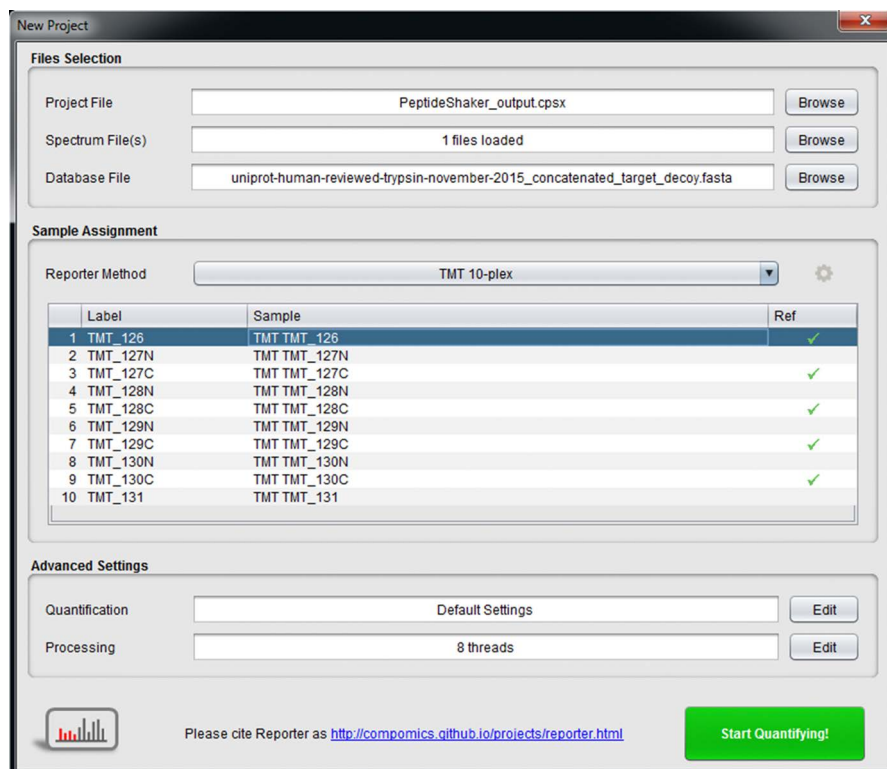 New Project
Files Selection
Project File PeptideShaker_output.cpsx Browse
Spectrum File(s) 1 files loaded Browse
Database File uniprot-human-reviewed-trypsin-november-2015_concatenated_target_decoy.fasta Browse
Sample Assignment
Reporter Method TMT 10-plex
Label Sample Ref
1 TMT_126 TMT TMT_126 ✓
2 TMT_127N TMT TMT_127N
3 TMT_127C TMT TMT_127C ✓
4 TMT_128N TMT TMT_128N
5 TMT_128C TMT TMT_128C ✓
6 TMT_129N TMT TMT_129N
7 TMT_129C TMT TMT_129C ✓
8 TMT_130N TMT TMT_130N
9 TMT_130C TMT TMT_130C ✓
10 TMT_131 TMT TMT_131
Advanced Settings
Quantification Default Settings Edit
Processing 8 threads Edit
Please cite Reporter as http://compomics.github.io/projects/reporter.html Start Quantifying!